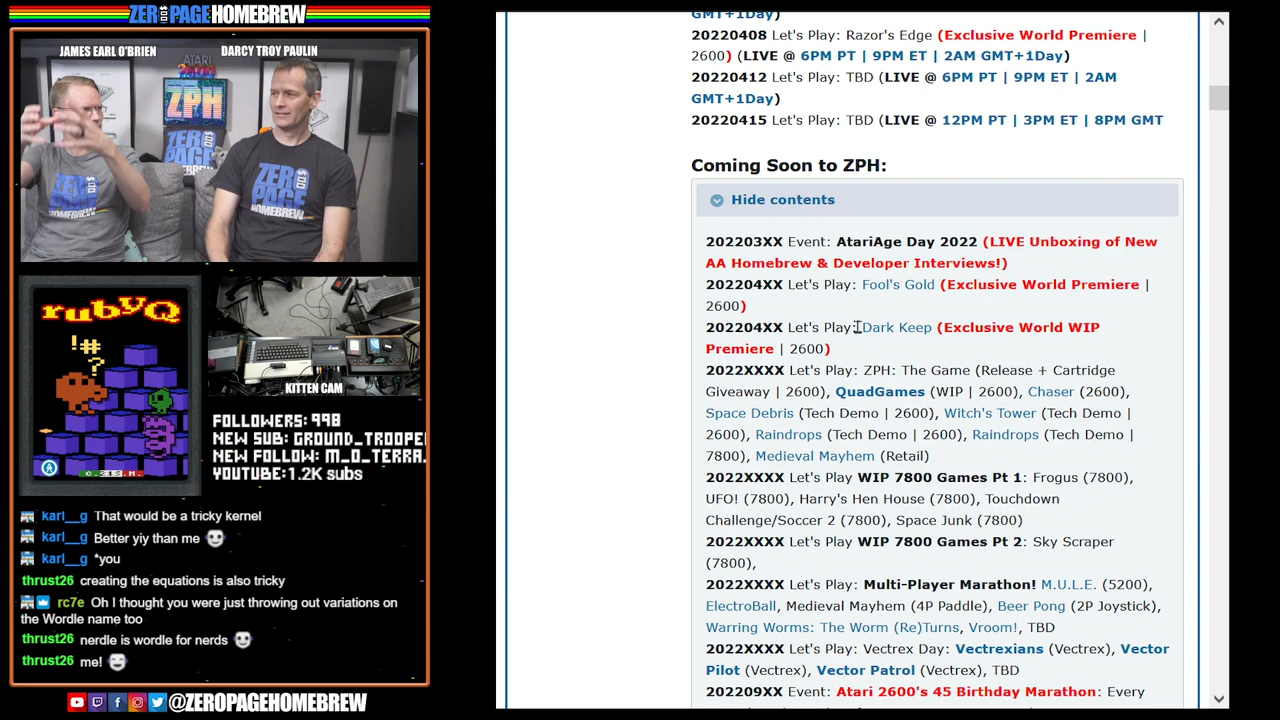 ZEROPAGE HOMEBREW
JAMES EARL O'BRIEN
DARCY TROY PAULIN
ATARI
ZPH
ZERO
PAGE
HOMEBREW
ZERO
PAGE
HOMEBREW
rubyQ
!#
?
KITTEN CAM
FOLLOWERS: 998
NEW SUB: GROUND_TROOPER
NEW FOLLOW: M_O_TERRA
YOUTUBE: 1.2K subs
karl__g That would be a tricky kernel
karl__g Better yiy than me
karl__g *you
thrust26 creating the equations is also tricky
rc7e Oh I thought you were just throwing out variations on
the Wordle name too
thrust26 nerdle is wordle for nerds
thrust26 me!
@ZEROPAGEHOMEBREW
GMT+1Day)
20220408 Let's Play: Razor's Edge (Exclusive World Premiere |
2600) (LIVE @ 6PM PT | 9PM ET | 2AM GMT+1Day)
20220412 Let's Play: TBD (LIVE @ 6PM PT | 9PM ET | 2AM
GMT+1Day)
20220415 Let's Play: TBD (LIVE @ 12PM PT | 3PM ET | 8PM GMT
Coming Soon to ZPH:
Hide contents
202203XX Event: AtariAge Day 2022 (LIVE Unboxing of New
AA Homebrew & Developer Interviews!)
202204XX Let's Play: Fool's Gold (Exclusive World Premiere |
2600)
202204XX Let's Play: Dark Keep (Exclusive World WIP
Premiere | 2600)
2022XXXX Let's Play: ZPH: The Game (Release + Cartridge
Giveaway | 2600), QuadGames (WIP | 2600), Chaser (2600),
Space Debris (Tech Demo | 2600), Witch's Tower (Tech Demo |
2600), Raindrops (Tech Demo | 2600), Raindrops (Tech Demo |
7800), Medieval Mayhem (Retail)
2022XXXX Let's Play WIP 7800 Games Pt 1: Frogus (7800),
UFO! (7800), Harry's Hen House (7800), Touchdown
Challenge/Soccer 2 (7800), Space Junk (7800)
2022XXXX Let's Play WIP 7800 Games Pt 2: Sky Scraper
(7800),
2022XXXX Let's Play: Multi-Player Marathon! M.U.L.E. (5200),
ElectroBall, Medieval Mayhem (4P Paddle), Beer Pong (2P Joystick),
Warring Worms: The Worm (Re)Turns, Vroom!, TBD
2022XXXX Let's Play: Vectrex Day: Vectrexians (Vectrex), Vector
Pilot (Vectrex), Vector Patrol (Vectrex), TBD
202209XX Event: Atari 2600's 45 Birthday Marathon: Every